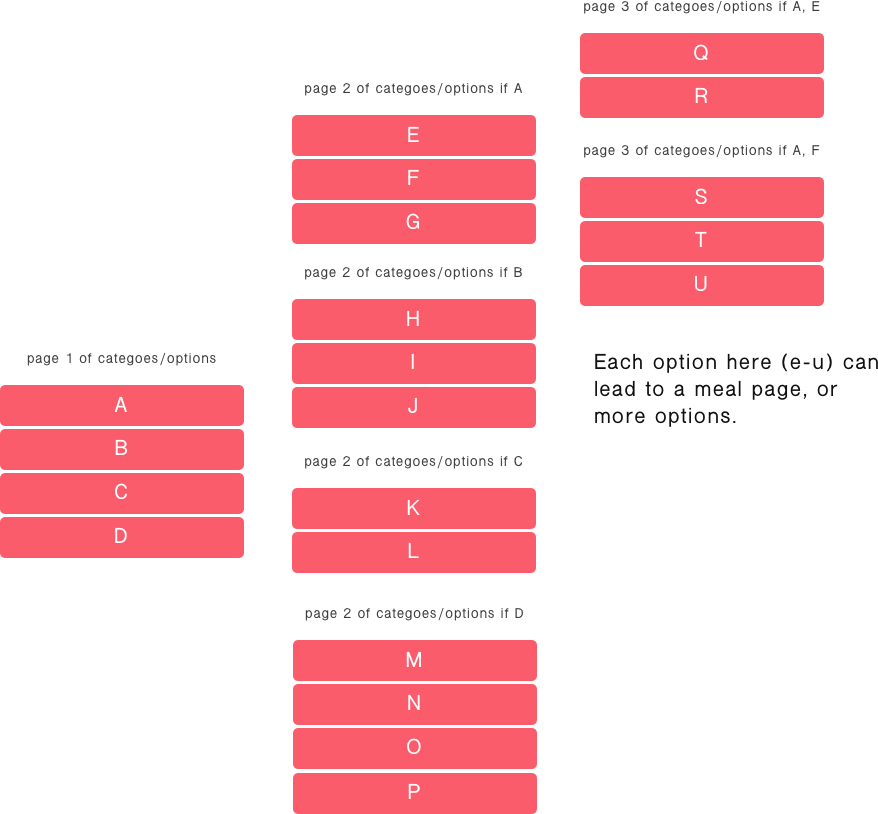 page 1 of categoes/options
A
B
C
D
page 2 of categoes/options if A
E
F
G
page 2 of categoes/options if B
H
I
J
page 2 of categoes/options if C
K
L
page 2 of categoes/options if D
M
N
O
P
page 3 of categoes/options if A, E
Q
R
page 3 of categoes/options if A, F
S
T
U
Each option here (e-u) can
lead to a meal page, or
more options.